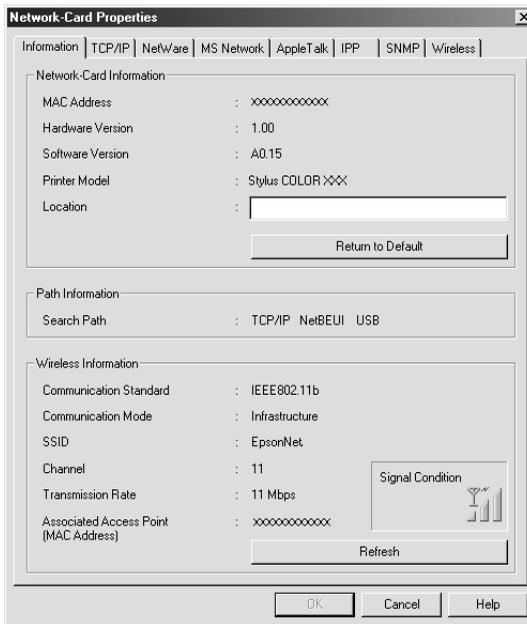 Network-Card Properties
Information TCP/IP NetWare MS Network AppleTalk IPP SNMP Wireless
Network-Card Information
MAC Address : xxxxxxxxxxxx
Hardware Version : 1.00
Software Version : A0.15
Printer Model : Stylus COLOR XXX
Location :
Return to Default
Path Information
Search Path : TCP/IP NetBEUI USB
Wireless Information
Communication Standard : IEEE802.11b
Communication Mode : Infrastructure
SSID : EpsonNet
Channel : 11
Signal Condition
Transmission Rate : 11 Mbps
Associated Access Point : xxxxxxxxxxxx
(MAC Address)
Refresh
OK Cancel Help